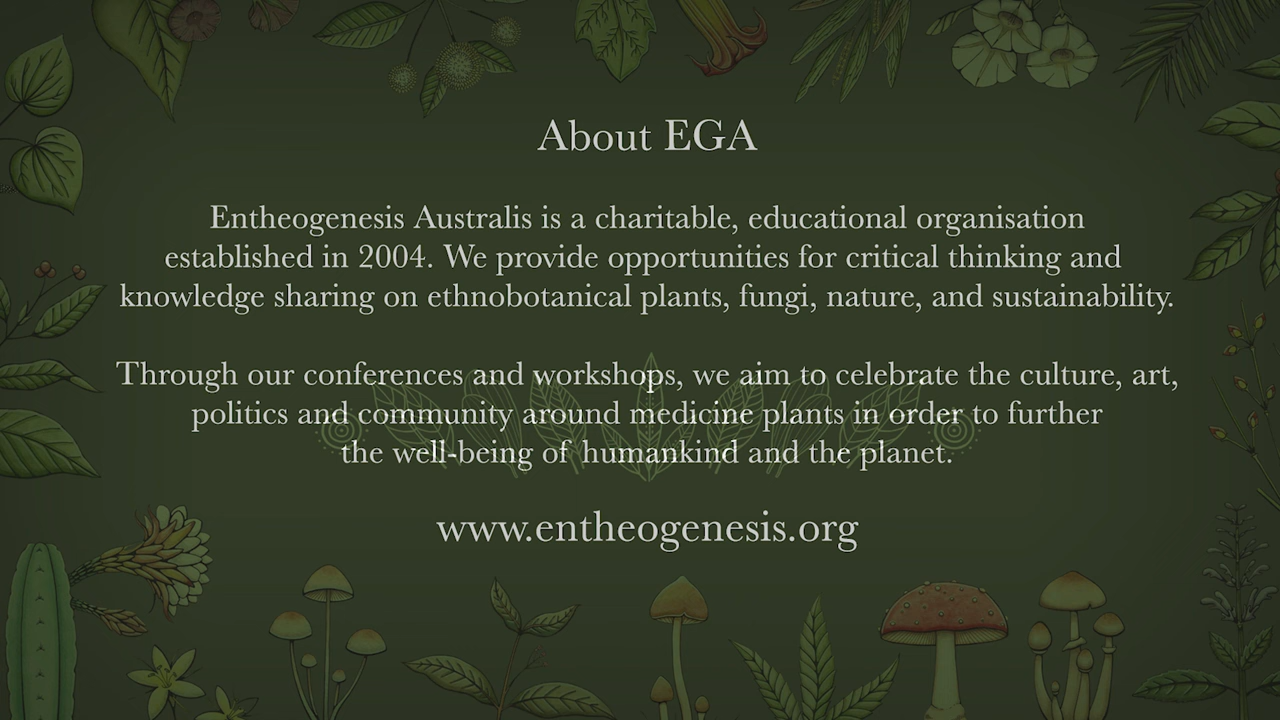 About EGA
Entheogenesis Australis is a charitable, educational organisation
established in 2004. We provide opportunities for critical thinking and
knowledge sharing on ethnobotanical plants, fungi, nature, and sustainability.
Through our conferences and workshops, we aim to celebrate the culture, art,
politics and community around medicine plants in order to further
the well-being of humankind and the planet.
www.entheogenesis.org